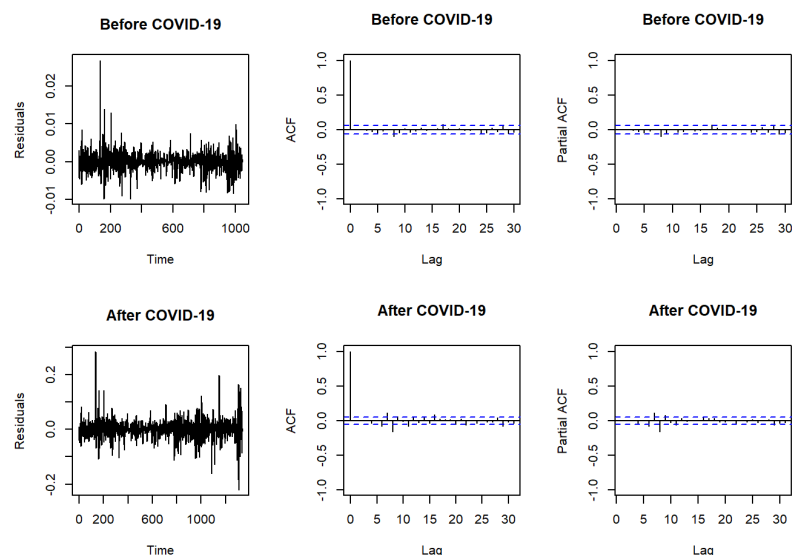 Before COVID-19
Residuals
-0.01 0.00 0.01 0.02
0 200 600 1000
Time
Before COVID-19
ACF
-1.0 -0.5 0.0 0.5 1.0
0 5 10 15 20 25 30
Lag
Before COVID-19
Partial ACF
-1.0 -0.5 0.0 0.5 1.0
0 5 10 15 20 25 30
Lag
After COVID-19
Residuals
-0.2 0.0 0.2
0 200 600 1000
Time
After COVID-19
ACF
-1.0 -0.5 0.0 0.5 1.0
0 5 10 15 20 25 30
Lag
After COVID-19
Partial ACF
-1.0 -0.5 0.0 0.5 1.0
0 5 10 15 20 25 30
Lag